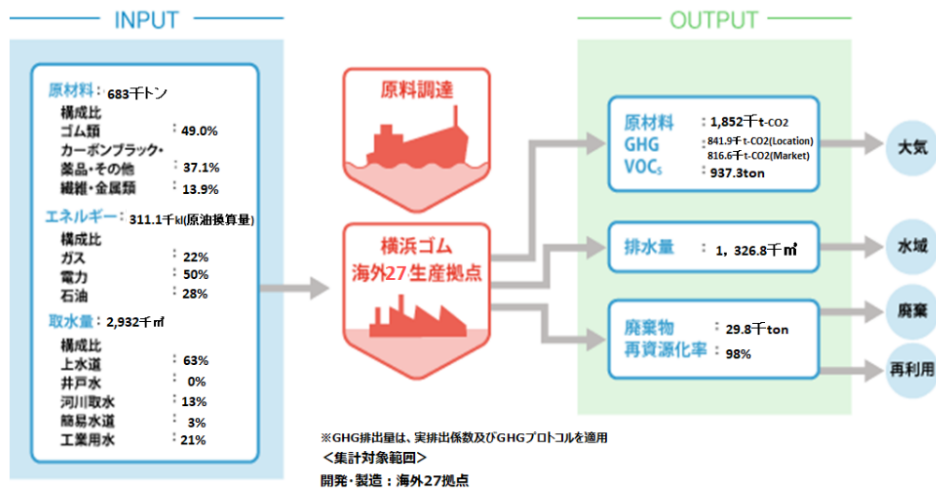 INPUT
原材料：683千トン
構成比
ゴム類：49.0%
カーボンブラック・
薬品・その他：37.1%
繊維・金属類：13.9%
エネルギー：311.1千kl(原油換算量)
構成比
ガス：22%
電力：50%
石油：28%
取水量：2,932千㎥
構成比
上水道：63%
井戸水：0%
河川取水：13%
簡易水道：3%
工業用水：21%
原料調達
横浜ゴム
海外27生産拠点
OUTPUT
原材料：1,852千t-CO2
GHG：841.9千t-CO2(Location)
816.6千t-CO2(Market)
VOCs：937.3ton
排水量：1, 326.8千㎥
廃棄物：29.8千ton
再資源化率：98%
大気
水域
廃棄
再利用
※GHG排出量は、実排出係数及びGHGプロトコルを適用
＜集計対象範囲＞
開発・製造：海外27拠点